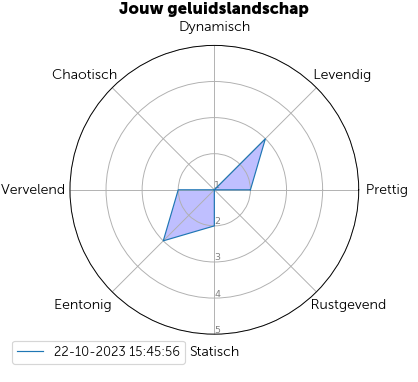 Jouw geluidslandschap
Dynamisch
Chaotisch
Levendig
Vervelend
1
Prettig
2
3
Eentonig
4
Rustgevend
5
22-10-2023 15:45:56
Statisch